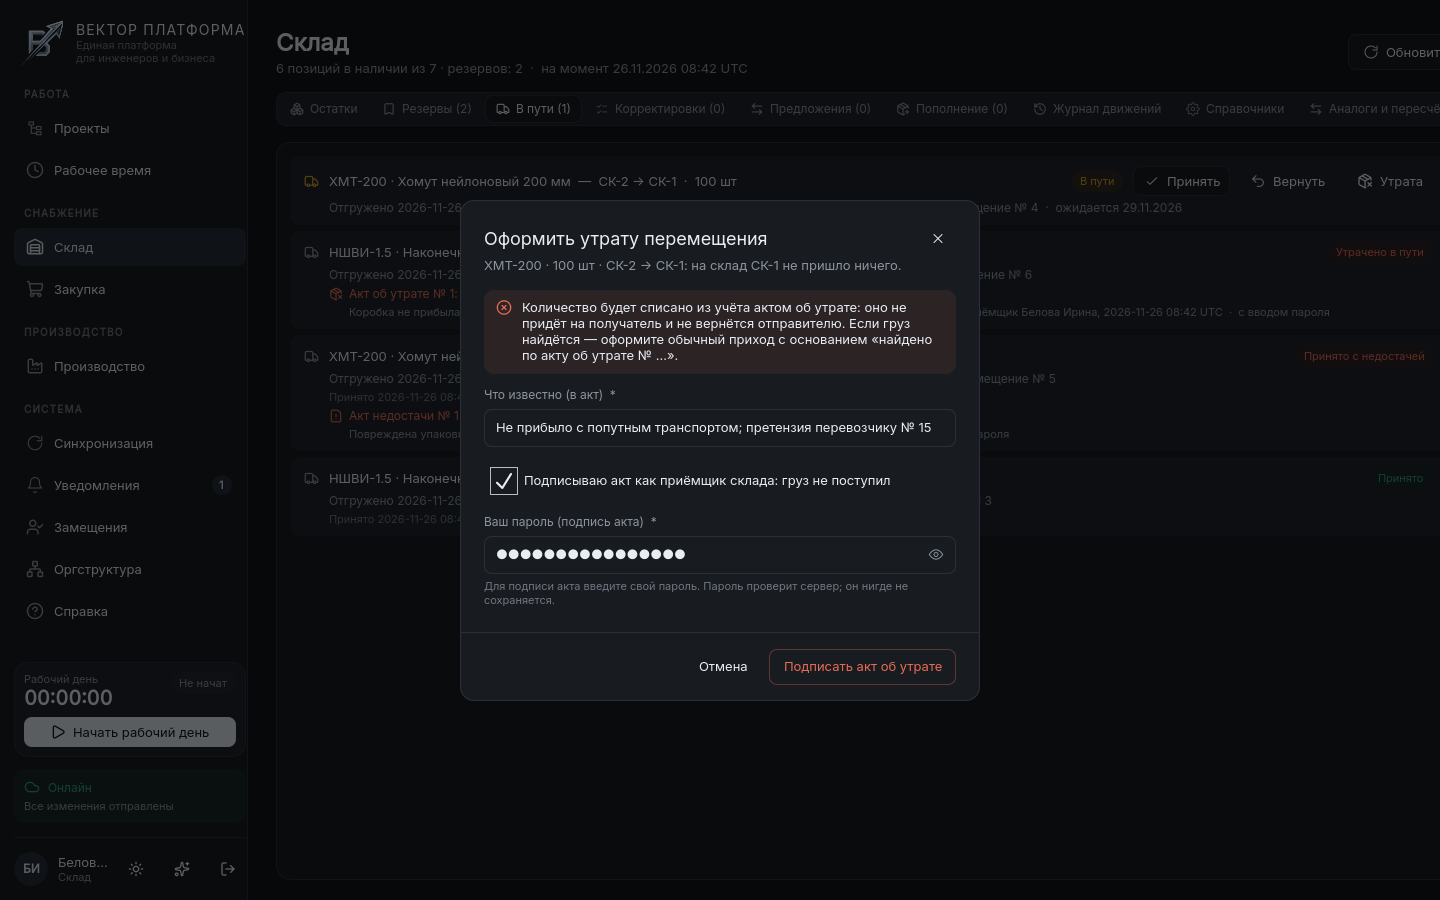 ВЕКТОР ПЛАТФОРМА
Единая платформа
для инженеров и бизнеса
РАБОТА
Проекты
Рабочее время
СНАБЖЕНИЕ
Склад
Закупка
ПРОИЗВОДСТВО
Производство
СИСТЕМА
Синхронизация
Уведомления 1
Замещения
Оргструктура
Справка
Рабочий день
Не начат
00:00:00
Начать рабочий день
Онлайн
Все изменения отправлены
БИ
Белов...
Склад
Склад
6 позиций в наличии из 7 · резервов: 2 · на момент 26.11.2026 08:42 UTC
Обновит
Остатки Резервы (2) В пути (1) Корректировки (0) Предложения (0) Пополнение (0) Журнал движений Справочники Аналоги и пересчё
ХМТ-200 · Хомут нейлоновый 200 мм — СК-2 → СК-1 · 100 шт
В пути Принять Вернуть Утрата
Отгружено 2026-11-26 № 4 · ожидается 29.11.2026
НШВИ-1.5 · Наконеч
Утрачено в пути
Отгружено 2026-11-26 № 6
Акт об утрате № 1:
Коробка не прибыла Белова Ирина, 2026-11-26 08:42 UTC · с вводом пароля
ХМТ-200 · Хомут ней
Принято с недостачей
Отгружено 2026-11-26 № 5
Принято 2026-11-26 08:4
Акт недостачи № 1
Повреждена упаков
НШВИ-1.5 · Наконеч
Принято
Отгружено 2026-11-26 3
Принято 2026-11-26 08:4
Оформить утрату перемещения
ХМТ-200 · 100 шт · СК-2 → СК-1: на склад СК-1 не пришло ничего.
Количество будет списано из учёта актом об утрате: оно не
придёт на получатель и не вернётся отправителю. Если груз
найдётся — оформите обычный приход с основанием «найдено
по акту об утрате № ...».
Что известно (в акт) *
Не прибыло с попутным транспортом; претензия перевозчику № 15
Подписываю акт как приёмщик склада: груз не поступил
Ваш пароль (подпись акта) *
Для подписи акта введите свой пароль. Пароль проверит сервер; он нигде не
сохраняется.
Отмена
Подписать акт об утрате